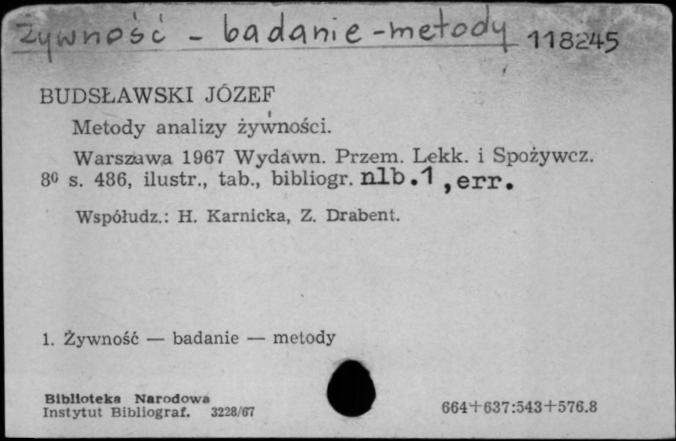 Żywność - badanie - metody 118245
BUDSŁAWSKI JÓZEF
Metody analizy żywności.
Warszawa 1967 Wydawn. Przem. Lekk. i Spożywcz.
8⁰ s. 486, ilustr., tab., bibliogr. nlb.1, err.
Współudz.: H. Karnicka, Z. Drabent.
1. Żywność — badanie — metody
Biblioteka Narodowa
Instytut Bibliograf. 3228/67
664+637:543+576.8